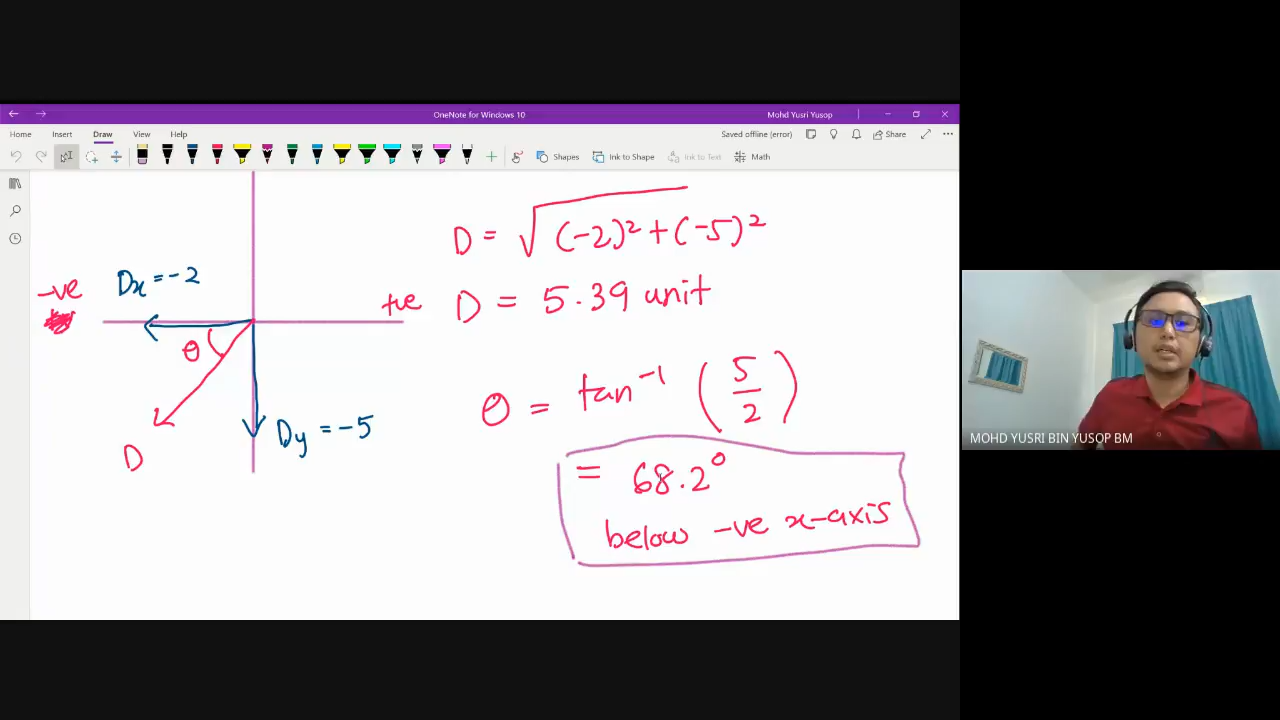 OneNote for Windows 10
Mohd Yusri Yusop
Home Insert Draw View Help
Saved offline (error)
Share
Shapes
Ink to Shape
Ink to Text
Math
D = √(-2)² + (-5)²
Dx = -2
-ve
+ve
D = 5.39 unit
θ
θ = tan⁻¹ (5/2)
Dy = -5
D
= 68.2°
below -ve x-axis
MOHD YUSRI BIN YUSOP BM